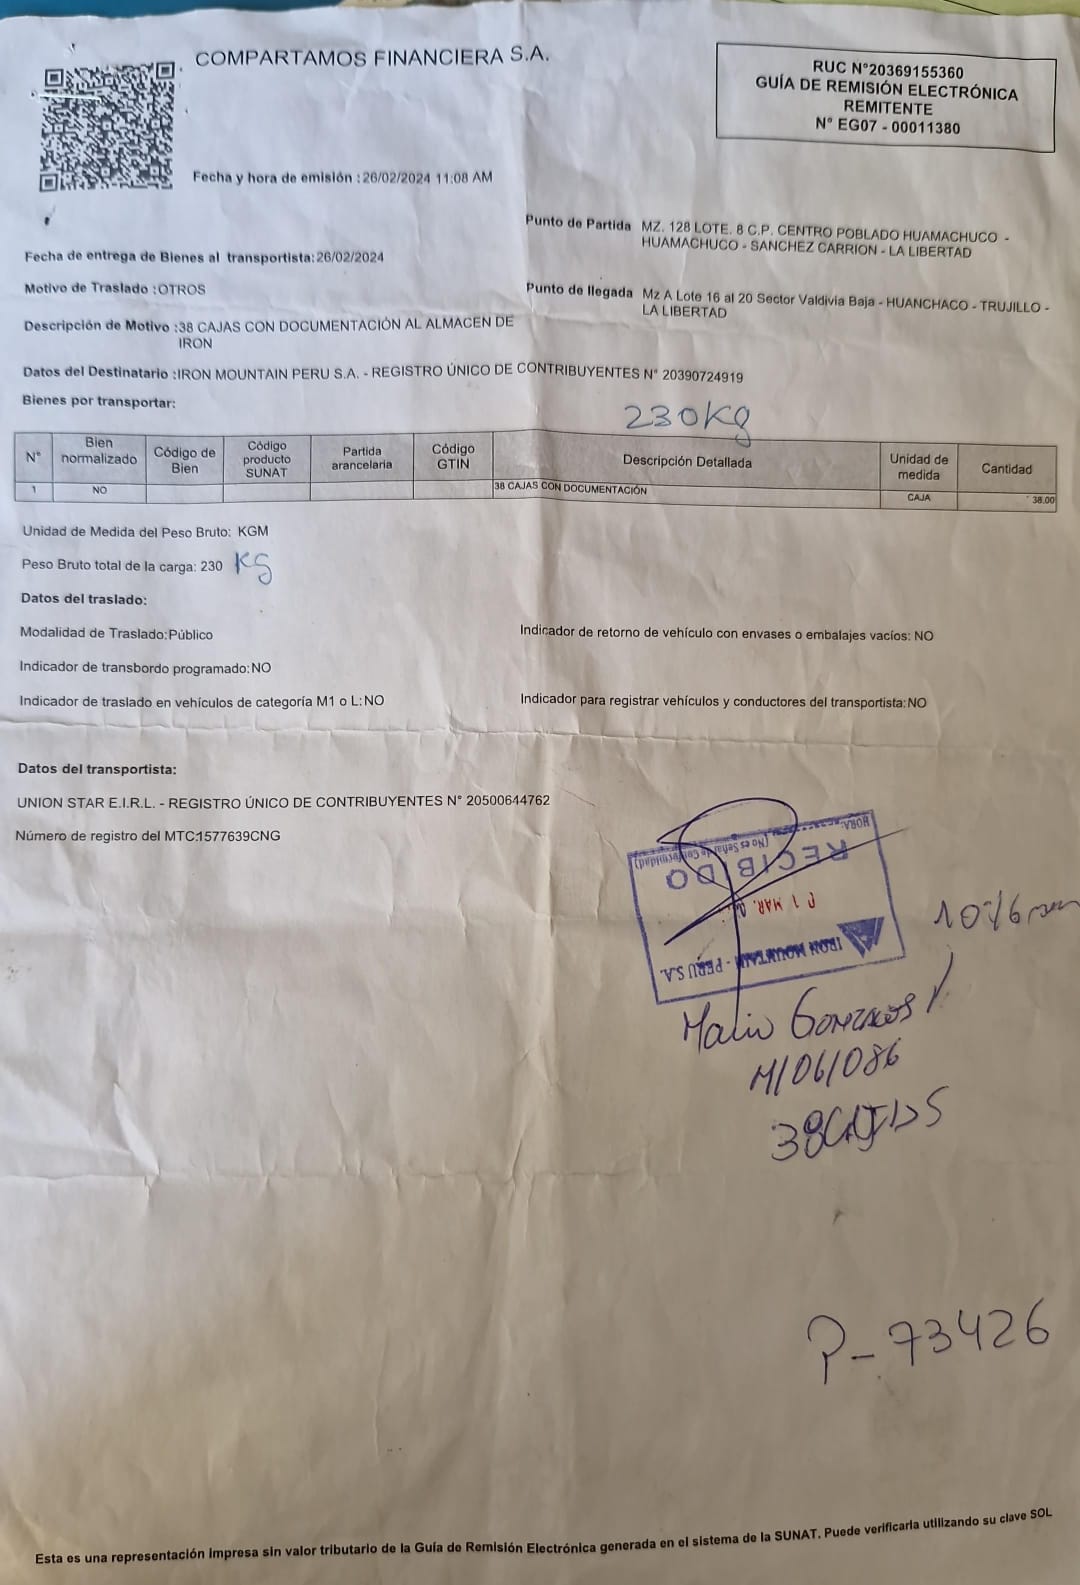 COMPARTAMOS FINANCIERA S.A.
RUC N°20369155360
GUÍA DE REMISIÓN ELECTRÓNICA
REMITENTE
N° EG07 - 00011380
Fecha y hora de emisión : 26/02/2024 11:08 AM
Punto de Partida MZ. 128 LOTE. 8 C.P. CENTRO POBLADO HUAMACHUCO -
HUAMACHUCO - SANCHEZ CARRION - LA LIBERTAD
Fecha de entrega de Bienes al transportista:26/02/2024
Motivo de Traslado :OTROS
Punto de llegada Mz A Lote 16 al 20 Sector Valdivia Baja - HUANCHACO - TRUJILLO -
LA LIBERTAD
Descripción de Motivo :38 CAJAS CON DOCUMENTACIÓN AL ALMACEN DE
IRON
Datos del Destinatario :IRON MOUNTAIN PERU S.A. - REGISTRO ÚNICO DE CONTRIBUYENTES N° 20390724919
Bienes por transportar:
230Kg
N° Bien normalizado Código de Bien Código producto SUNAT Partida arancelaria Código GTIN Descripción Detallada Unidad de medida Cantidad
1 NO 38 CAJAS CON DOCUMENTACIÓN CAJA 38.00
Unidad de Medida del Peso Bruto: KGM
Peso Bruto total de la carga: 230 Kg
Datos del traslado:
Modalidad de Traslado:Público
Indicador de retorno de vehículo con envases o embalajes vacíos: NO
Indicador de transbordo programado:NO
Indicador de traslado en vehículos de categoría M1 o L:NO
Indicador para registrar vehículos y conductores del transportista:NO
Datos del transportista:
UNION STAR E.I.R.L. - REGISTRO ÚNICO DE CONTRIBUYENTES N° 20500644762
Número de registro del MTC:1577639CNG
IRON MOUNTAIN - PERU S.A.
MAR.
RECIBIDO
(No es Señal de Conformidad)
HORA:
38CAJAS
P-73426
Esta es una representación impresa sin valor tributario de la Guía de Remisión Electrónica generada en el sistema de la SUNAT. Puede verificarla utilizando su clave SOL